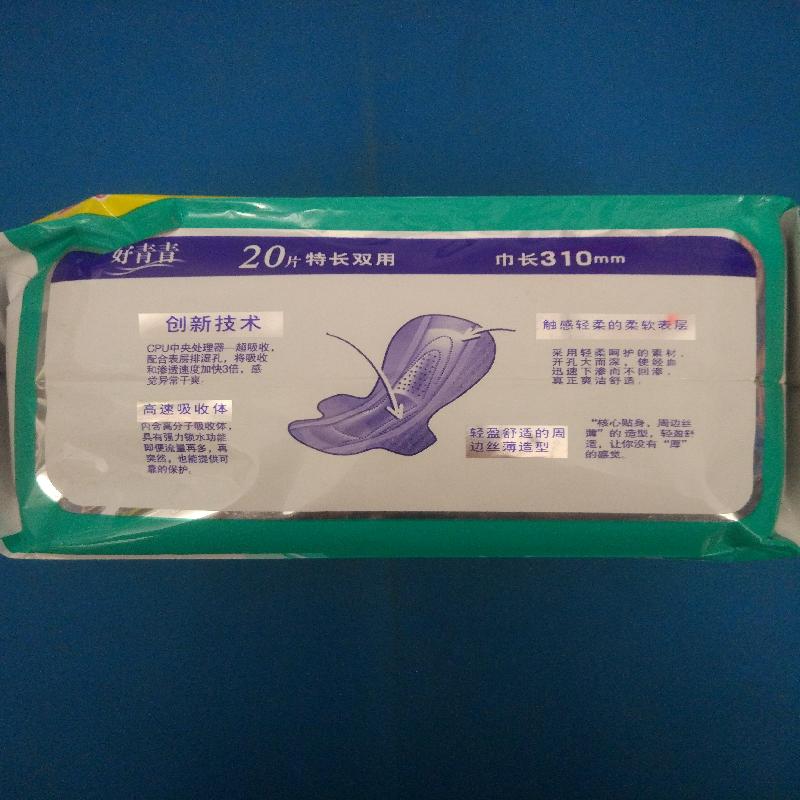 好青青
20片特长双用
巾长310mm
创新技术
CPU中央处理器—超吸收,
配合表层排湿孔，将吸收
和渗透速度加快3倍，感
觉异常干爽.
高速吸收体
内含高分子吸收体,
具有强力锁水功能
即便流量再多，再
突然，也能提供可
靠的保护.
触感轻柔的柔软表层
采用轻柔呵护的素材.
开孔大而深，使经血
迅速下渗而不回渗.
真正爽洁舒适.
轻盈舒适的周
边丝薄造型
“核心贴身，周边丝
薄”的造型，轻盈舒
适，让你没有“厚”
的感觉.